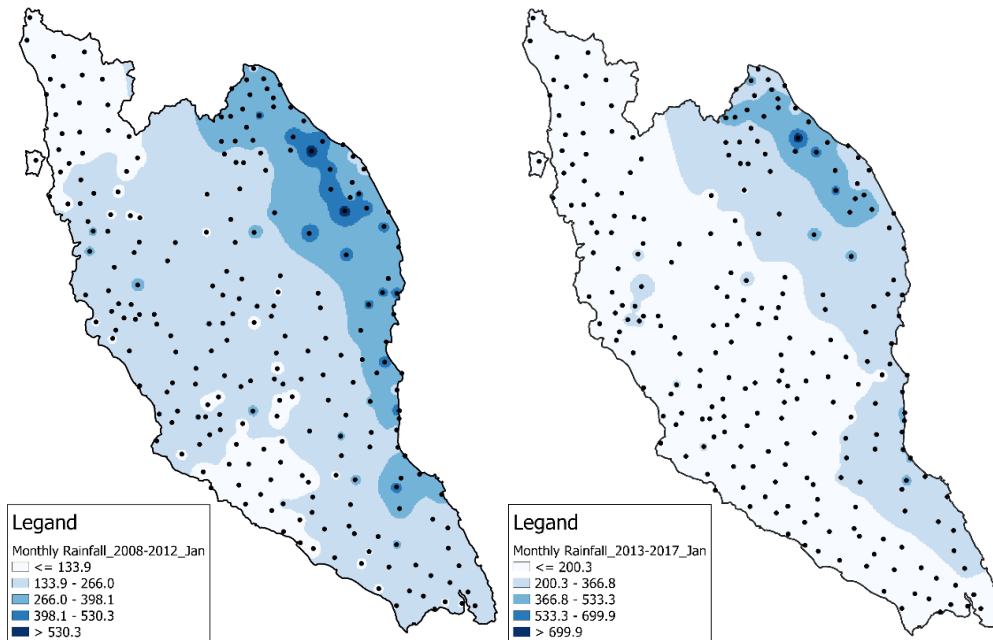 Legand
Monthly Rainfall_2008-2012_Jan
<= 133.9
133.9 - 266.0
266.0 - 398.1
398.1 - 530.3
> 530.3
Legand
Monthly Rainfall_2013-2017_Jan
<= 200.3
200.3 - 366.8
366.8 - 533.3
533.3 - 699.9
> 699.9